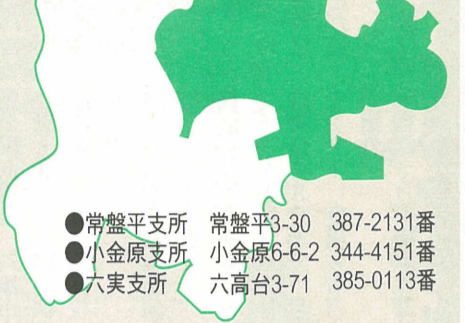 ●常盤平支所 常盤平3-30 387-2131番
●小金原支所 小金原6-6-2 344-4151番
●六実支所 六高台3-71 385-0113番